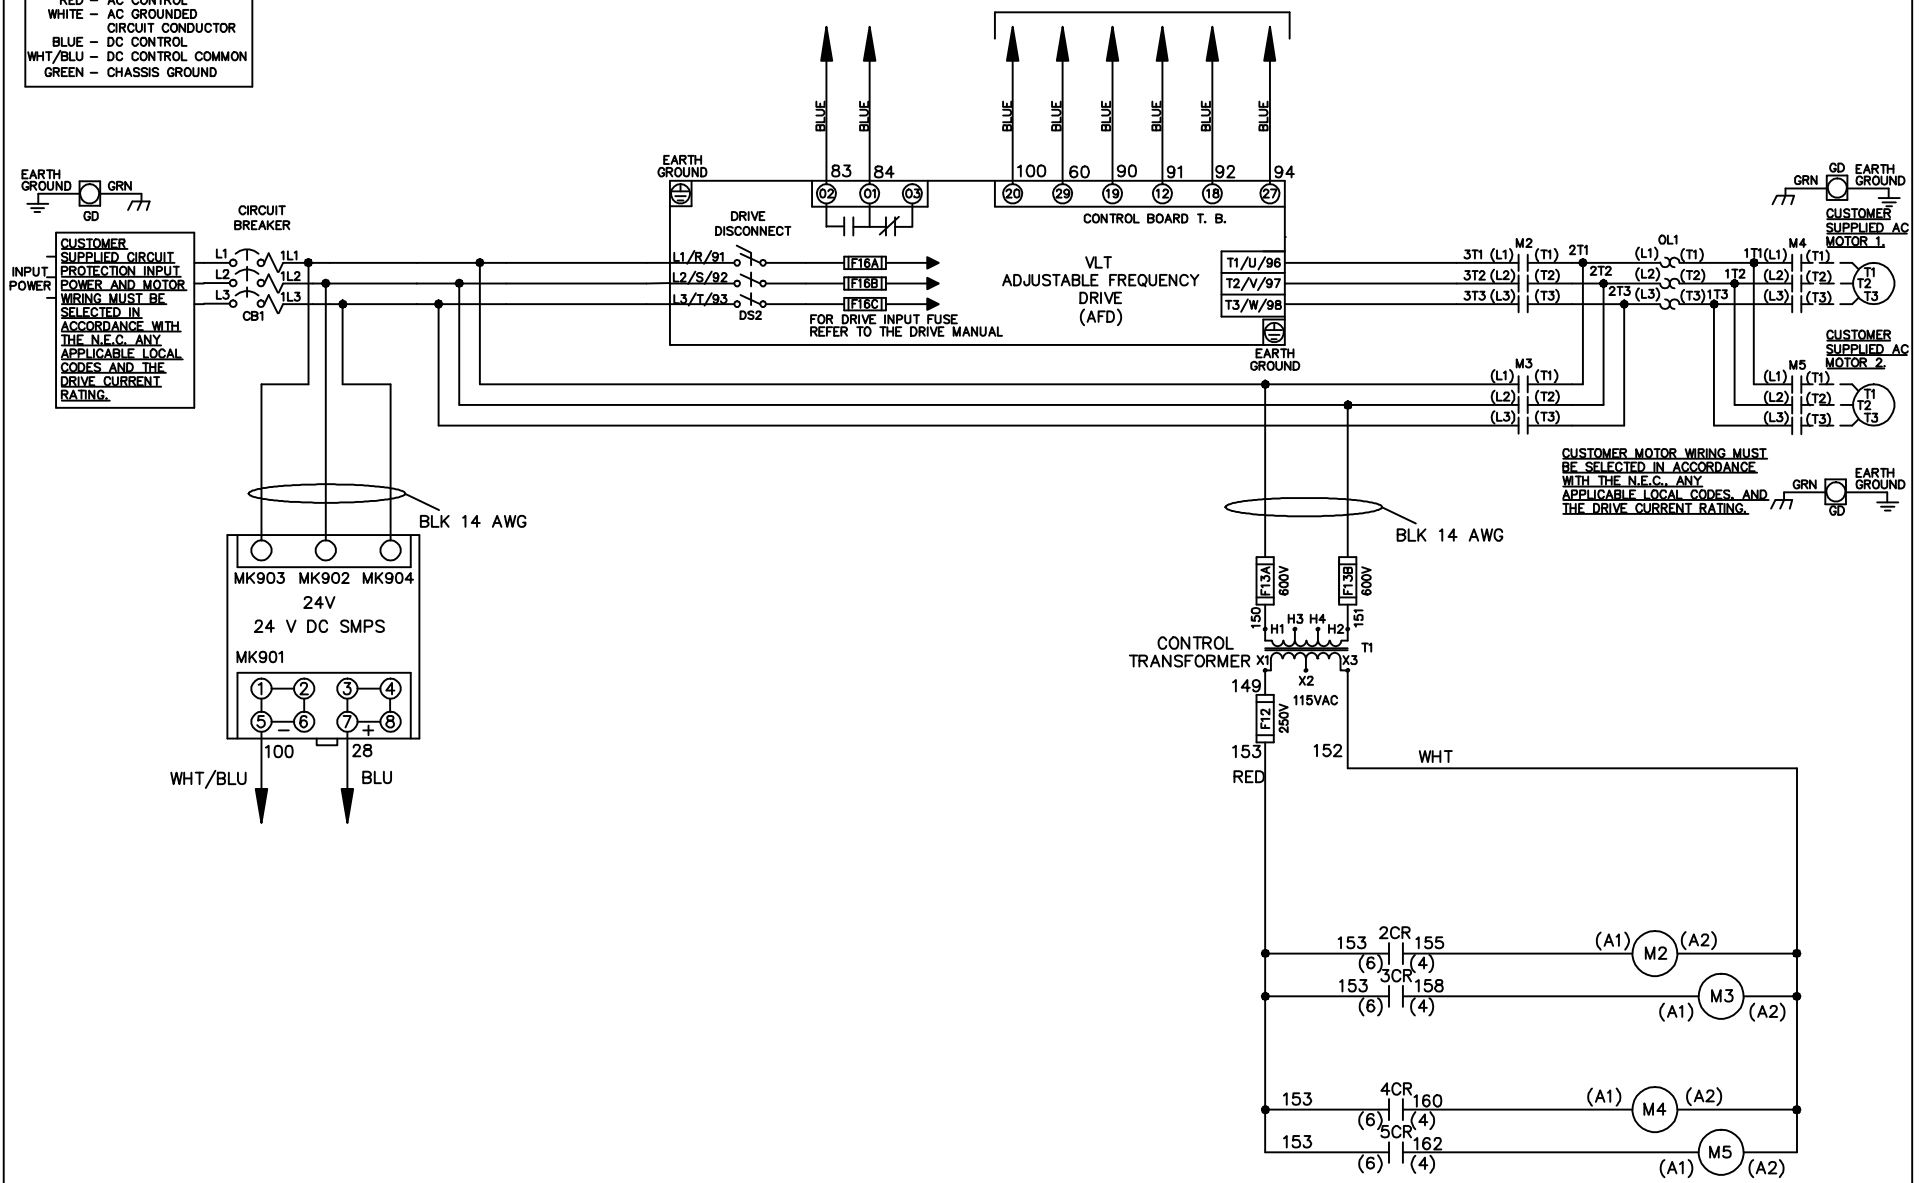 RED – AC CONTROL
WHITE – AC GROUNDED
CIRCUIT CONDUCTOR
BLUE – DC CONTROL
WHT/BLU – DC CONTROL COMMON
GREEN – CHASSIS GROUND
BLUE
BLUE
BLUE
BLUE
BLUE
BLUE
BLUE
BLUE
EARTH
GROUND
GRN
GD
CIRCUIT
BREAKER
EARTH
GROUND
83
84
02
01
03
100
60
90
91
92
94
20
29
19
12
18
27
CONTROL BOARD T. B.
DRIVE
DISCONNECT
GD
EARTH
GROUND
GRN
CUSTOMER
SUPPLIED AC
MOTOR 1.
INPUT
POWER
CUSTOMER
SUPPLIED CIRCUIT
PROTECTION INPUT
POWER AND MOTOR
WIRING MUST BE
SELECTED IN
ACCORDANCE WITH
THE N.E.C. ANY
APPLICABLE LOCAL
CODES AND THE
DRIVE CURRENT
RATING.
L1
L2
L3
CB1
1L1
1L2
1L3
L1/R/91
L2/S/92
L3/T/93
DS2
F16A
F16B
F16C
FOR DRIVE INPUT FUSE
REFER TO THE DRIVE MANUAL
VLT
ADJUSTABLE FREQUENCY
DRIVE
(AFD)
T1/U/96
T2/V/97
T3/W/98
EARTH
GROUND
M2
3T1 (L1) (T1) 2T1
3T2 (L2) (T2) 2T2
3T3 (L3) (T3) 2T3
OL1
(L1) (T1) 1T1
(L2) (T2) 1T2
(L3) (T3) 1T3
M4
(L1) (T1)
(L2) (T2)
(L3) (T3)
T1
T2
T3
M3
(L1) (T1)
(L2) (T2)
(L3) (T3)
CUSTOMER
SUPPLIED AC
MOTOR 2.
M5
(L1) (T1)
(L2) (T2)
(L3) (T3)
T1
T2
T3
CUSTOMER MOTOR WIRING MUST
BE SELECTED IN ACCORDANCE
WITH THE N.E.C., ANY
APPLICABLE LOCAL CODES, AND
THE DRIVE CURRENT RATING.
GRN
EARTH
GROUND
GD
BLK 14 AWG
BLK 14 AWG
MK903 MK902 MK904
24V
24 V DC SMPS
MK901
1 2 3 4
5 6 7 8
– +
100
28
WHT/BLU
BLU
F13A
600V
F13B
600V
150
151
H1 H3 H4 H2
T1
CONTROL
TRANSFORMER
X1
X2
X3
149
115VAC
F12
250V
153
152
RED
WHT
2CR
153 155
(6) (4)
(A1) M2 (A2)
3CR
153 158
(6) (4)
(A1) M3 (A2)
4CR
153 160
(6) (4)
(A1) M4 (A2)
5CR
153 162
(6) (4)
(A1) M5 (A2)